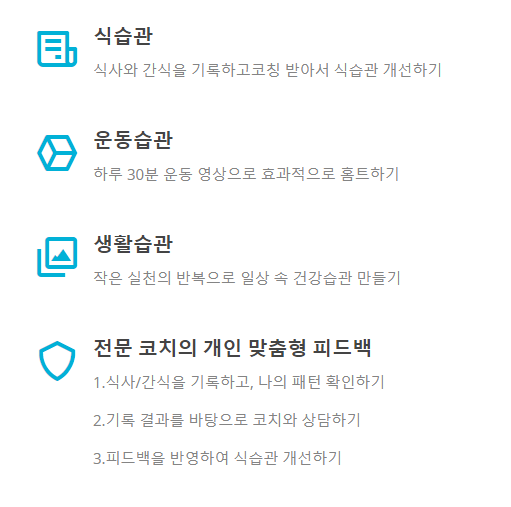 식습관
식사와 간식을 기록하고코칭 받아서 식습관 개선하기
운동습관
하루 30분 운동 영상으로 효과적으로 홈트하기
생활습관
작은 실천의 반복으로 일상 속 건강습관 만들기
전문 코치의 개인 맞춤형 피드백
1.식사/간식을 기록하고, 나의 패턴 확인하기
2.기록 결과를 바탕으로 코치와 상담하기
3.피드백을 반영하여 식습관 개선하기